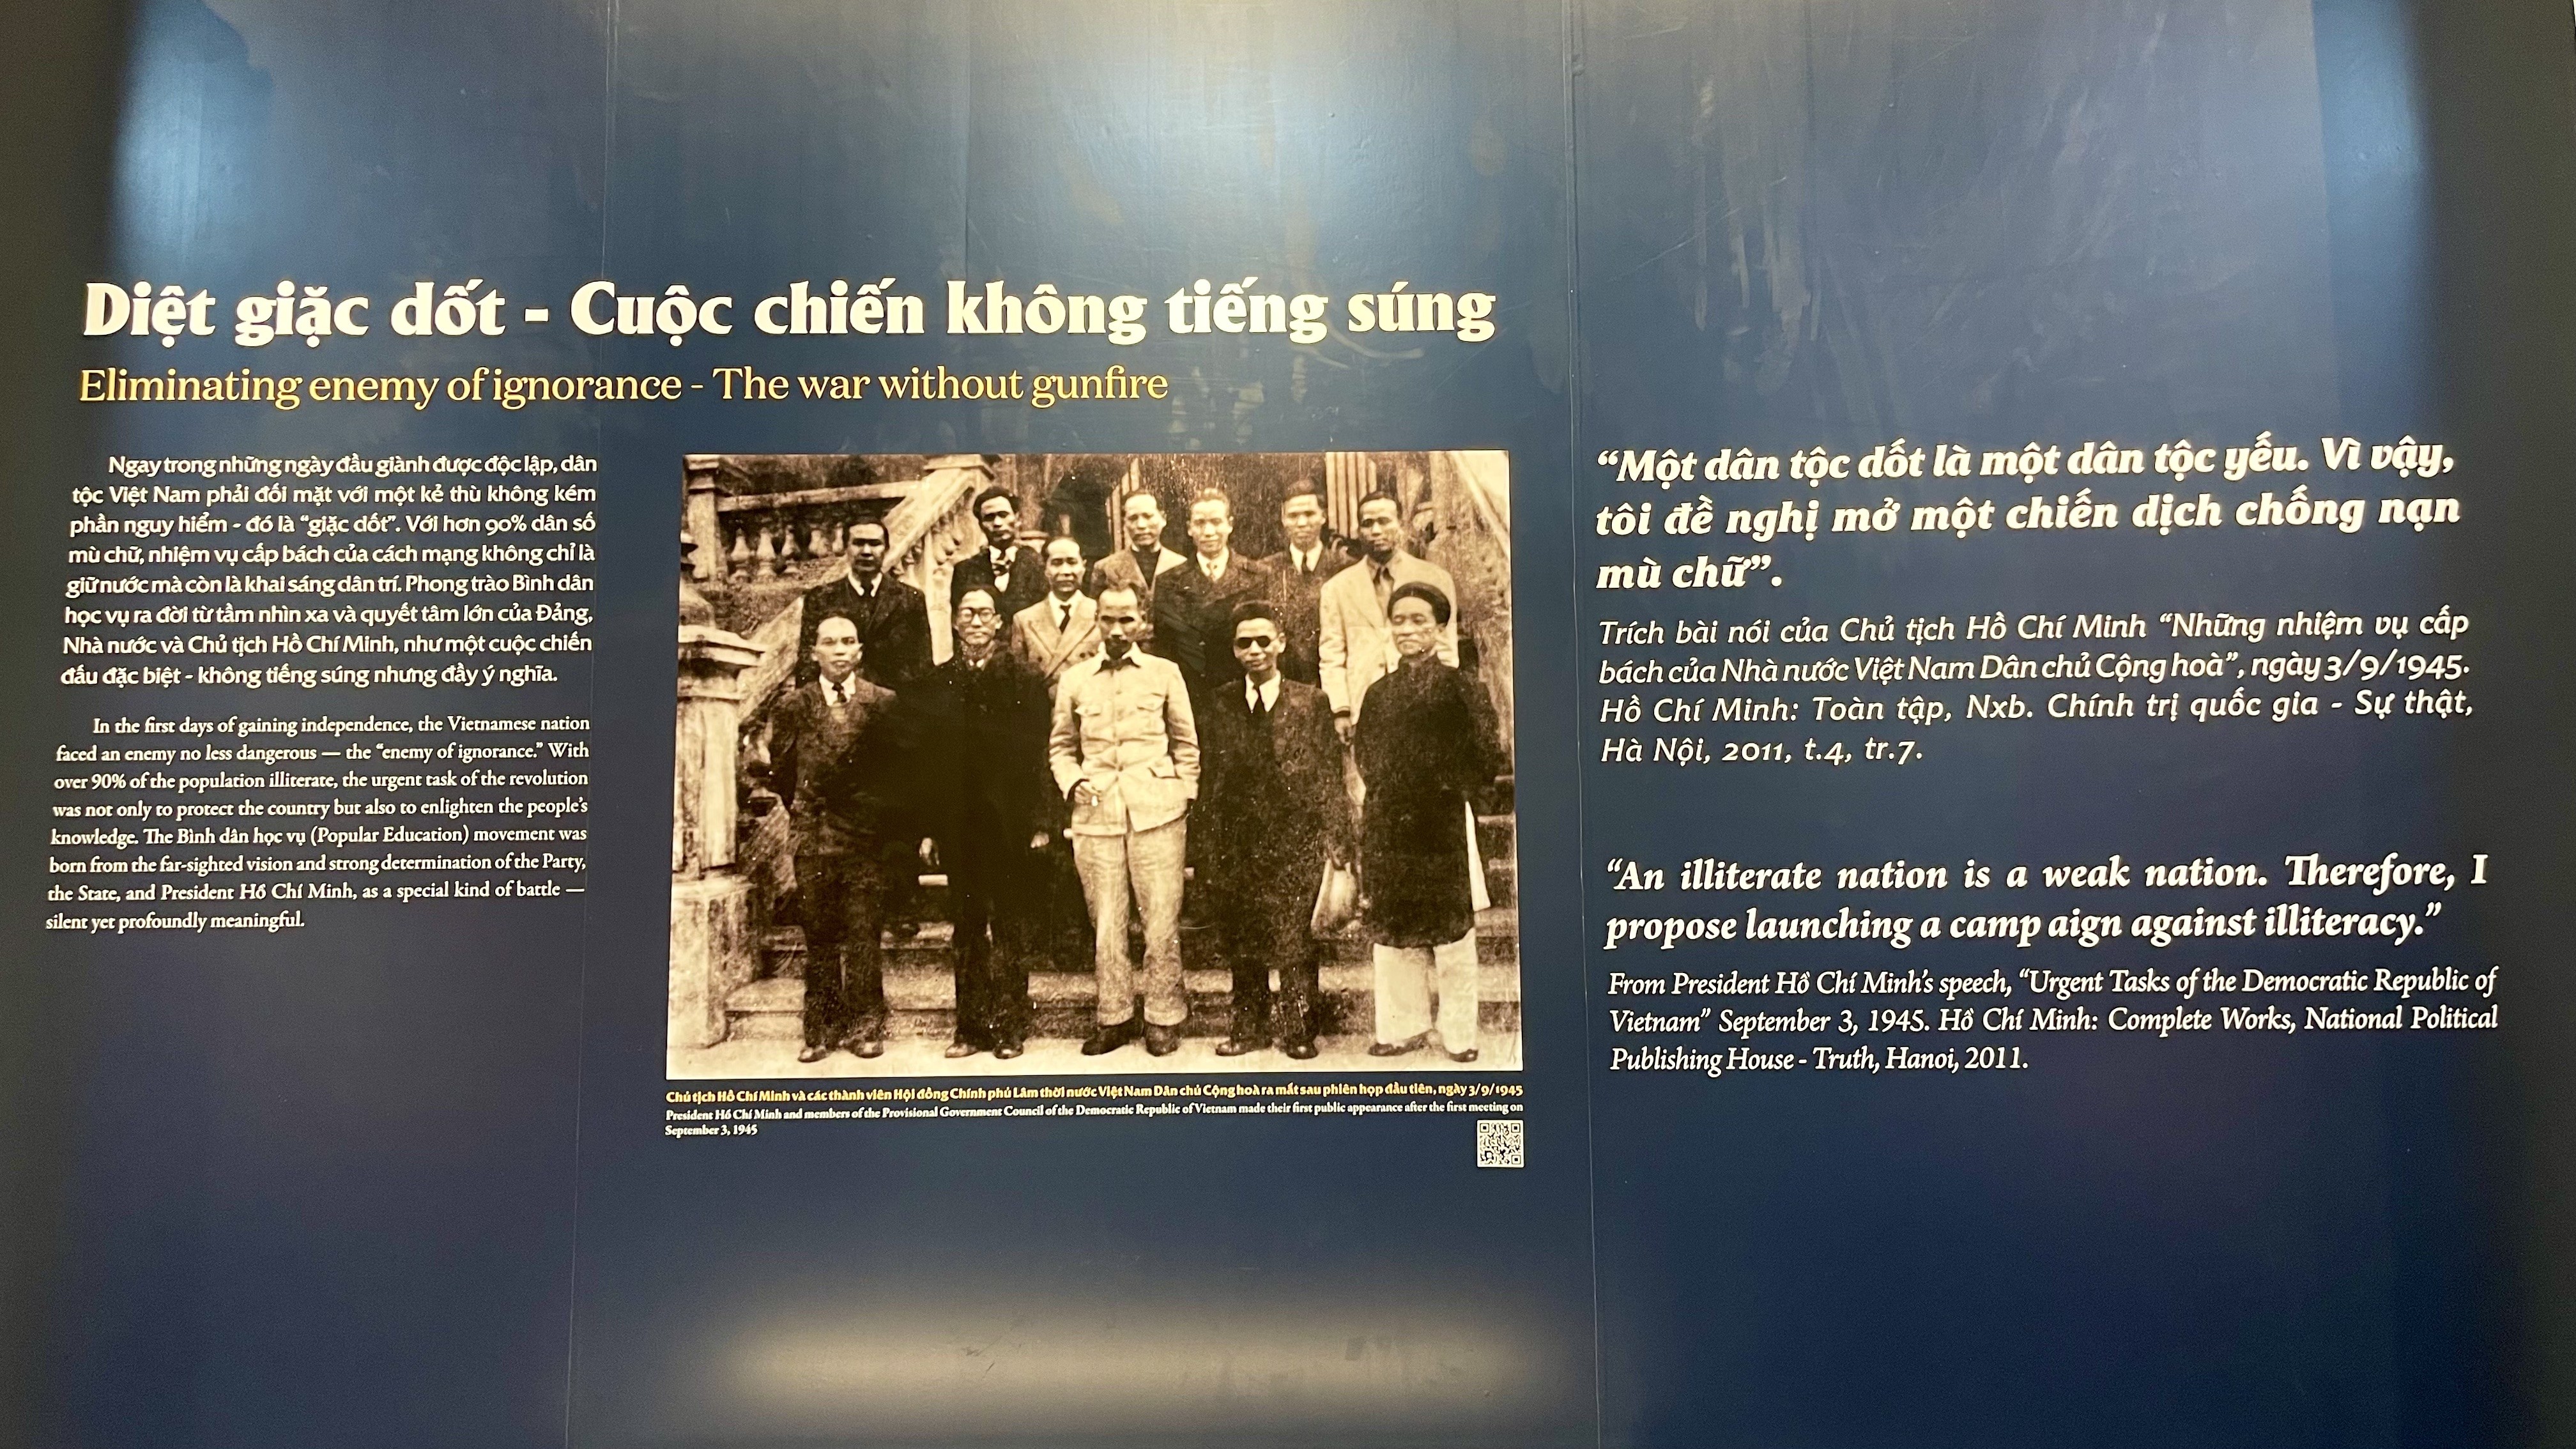 Diệt giặc dốt - Cuộc chiến không tiếng súng
Eliminating enemy of ignorance - The war without gunfire
Ngay trong những ngày đầu giành được độc lập, dân
tộc Việt Nam phải đối mặt với một kẻ thù không kém
phần nguy hiểm - đó là “giặc dốt”. Với hơn 90% dân số
mù chữ, nhiệm vụ cấp bách của cách mạng không chỉ là
giữ nước mà còn là khai sáng dân trí. Phong trào Bình dân
học vụ ra đời từ tầm nhìn xa và quyết tâm lớn của Đảng,
Nhà nước và Chủ tịch Hồ Chí Minh, như một cuộc chiến
đấu đặc biệt - không tiếng súng nhưng đầy ý nghĩa.
In the first days of gaining independence, the Vietnamese nation
faced an enemy no less dangerous — the “enemy of ignorance.” With
over 90% of the population illiterate, the urgent task of the revolution
was not only to protect the country but also to enlighten the people’s
knowledge. The Bình dân học vụ (Popular Education) movement was
born from the far-sighted vision and strong determination of the Party,
the State, and President Hồ Chí Minh, as a special kind of battle —
silent yet profoundly meaningful.
Chủ tịch Hồ Chí Minh và các thành viên Hội đồng Chính phủ Lâm thời nước Việt Nam Dân chủ Cộng hoà ra mắt sau phiên họp đầu tiên, ngày 3/9/1945
President Hồ Chí Minh and members of the Provisional Government Council of the Democratic Republic of Vietnam made their first public appearance after the first meeting on
September 3, 1945
“Một dân tộc dốt là một dân tộc yếu. Vì vậy,
tôi đề nghị mở một chiến dịch chống nạn
mù chữ”.
Trích bài nói của Chủ tịch Hồ Chí Minh “Những nhiệm vụ cấp
bách của Nhà nước Việt Nam Dân chủ Cộng hoà”, ngày 3/9/1945.
Hồ Chí Minh: Toàn tập, Nxb. Chính trị quốc gia - Sự thật,
Hà Nội, 2011, t.4, tr.7.
“An illiterate nation is a weak nation. Therefore, I
propose launching a camp aign against illiteracy.”
From President Hồ Chí Minh’s speech, “Urgent Tasks of the Democratic Republic of
Vietnam” September 3, 1945. Hồ Chí Minh: Complete Works, National Political
Publishing House - Truth, Hanoi, 2011.